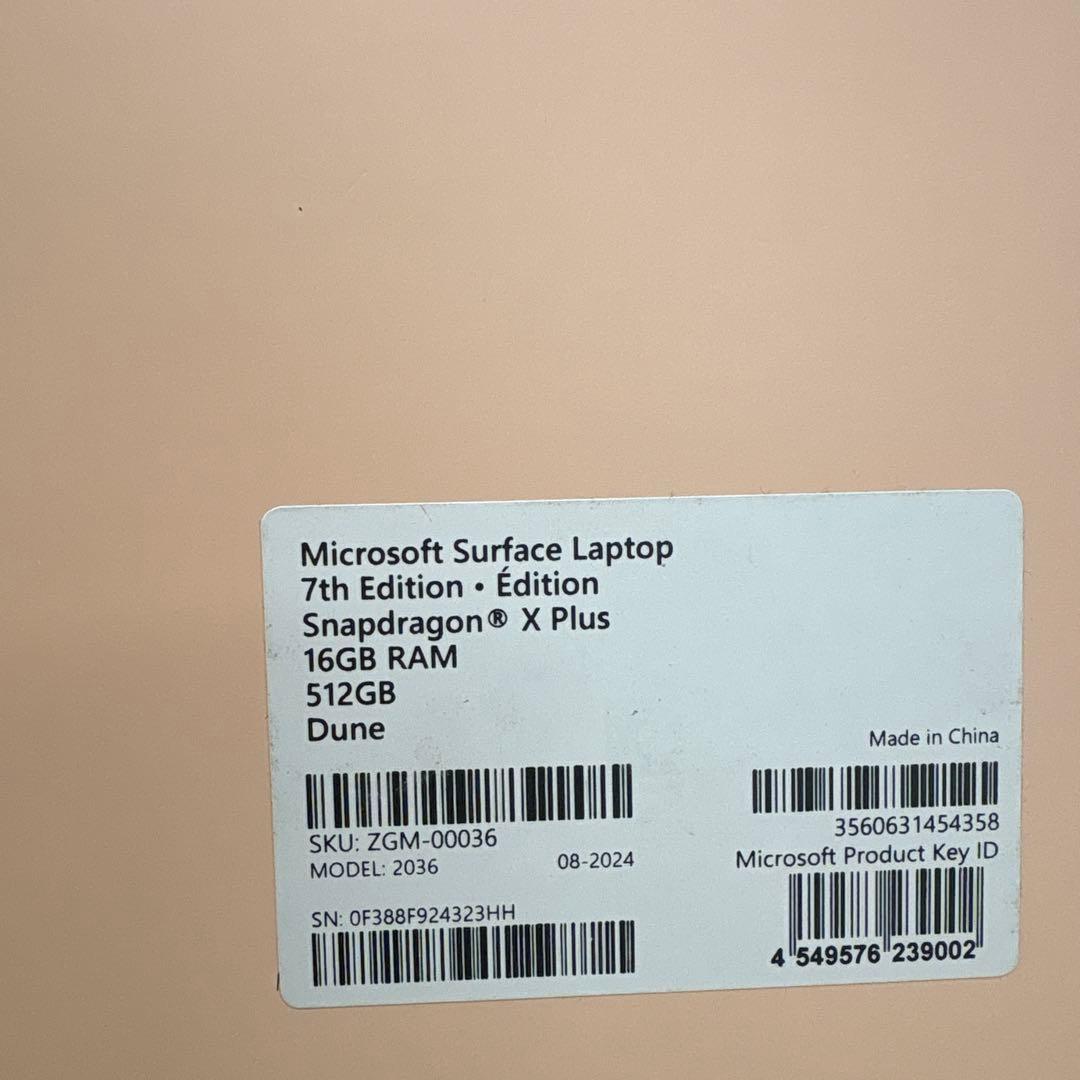 Microsoft Surface Laptop
7th Edition • Édition
Snapdragon® X Plus
16GB RAM
512GB
Dune
Made in China
SKU: ZGM-00036
MODEL: 2036
08-2024
3560631454358
Microsoft Product Key ID
SN: 0F388F924323HH
4 549576 239002